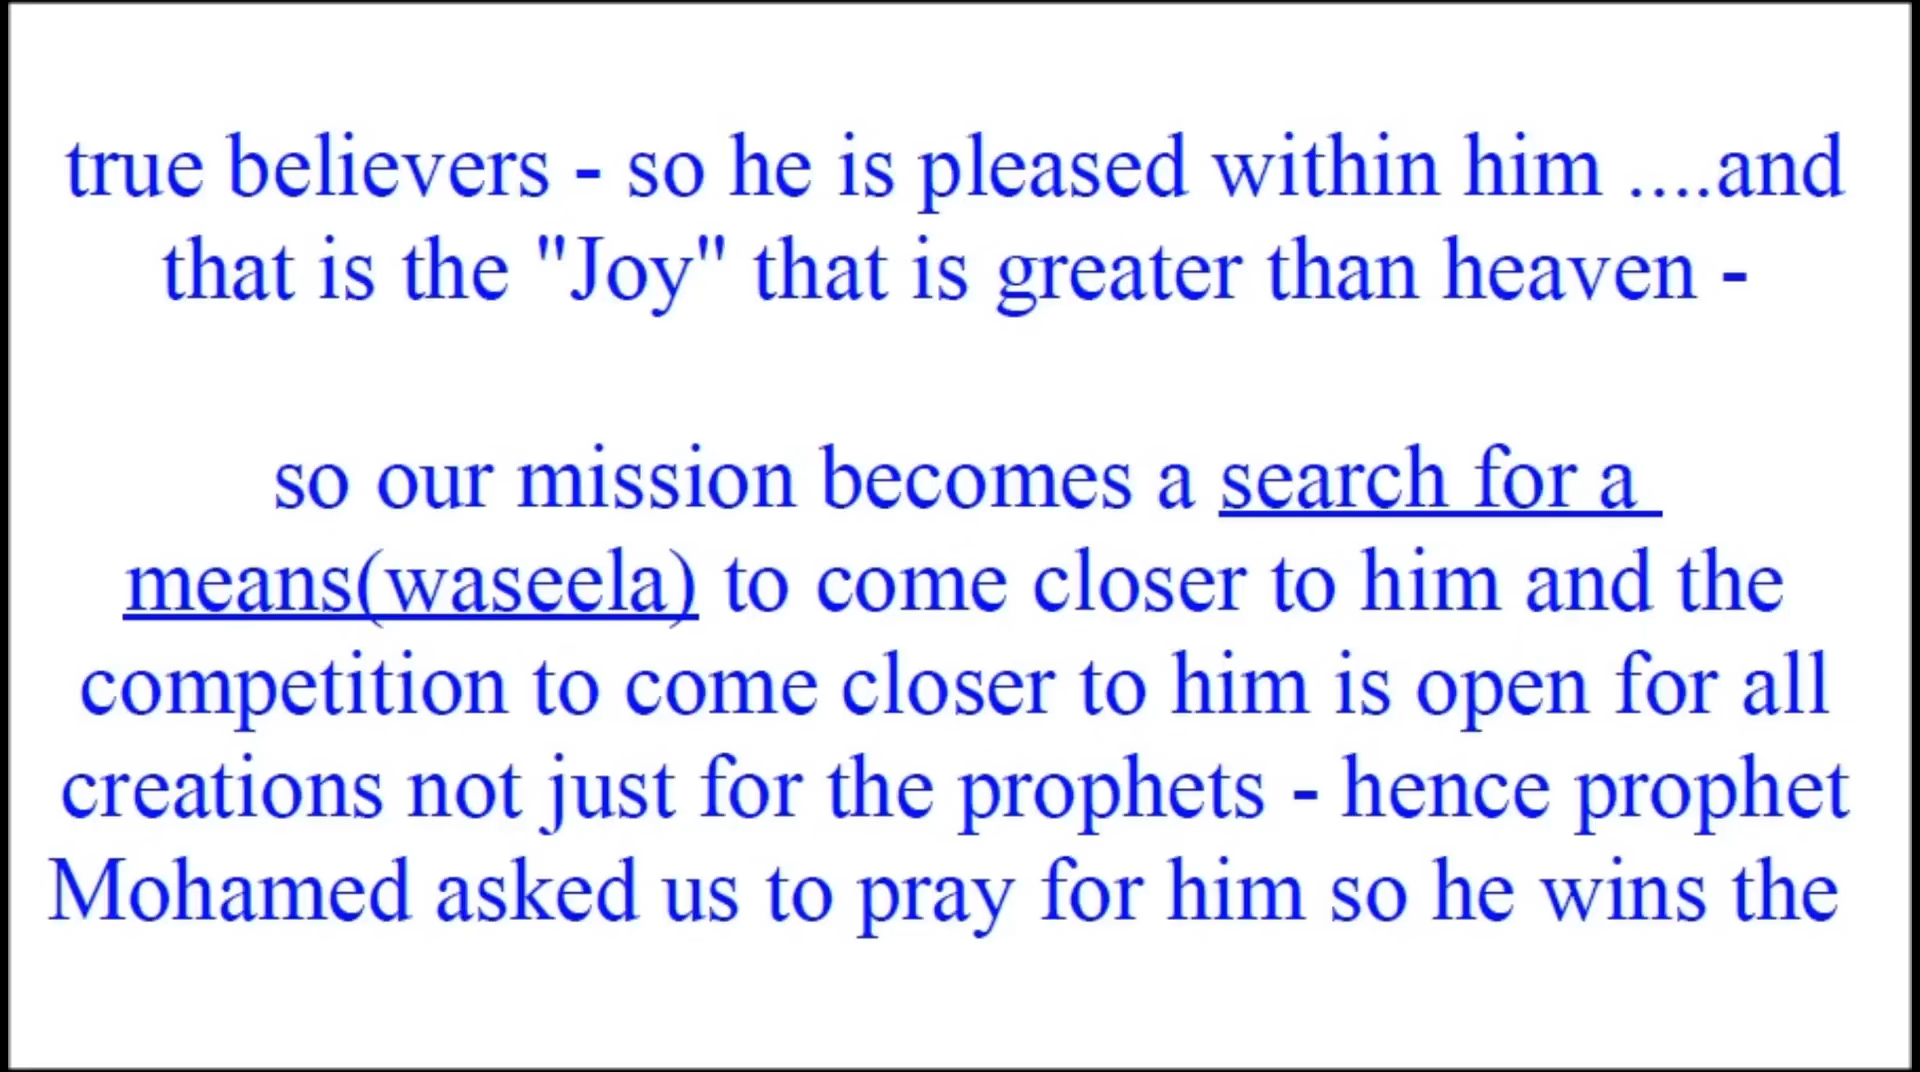 true believers - so he is pleased within him ....and
that is the "Joy" that is greater than heaven -
so our mission becomes a search for a
means(waseela) to come closer to him and the
competition to come closer to him is open for all
creations not just for the prophets - hence prophet
Mohamed asked us to pray for him so he wins the